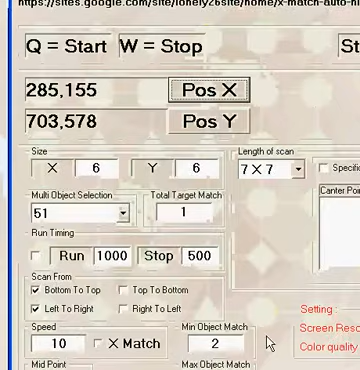 https://sites.google.com/site/lonely26site/home/x-match-auto-hi
Q = Start W = Stop St
285,155 Pos X
703,578 Pos Y
Size Length of scan
X 6 Y 6 7 X 7 Specific
Multi Object Selection Total Target Match Canter Poi
51 1
Run Timing
Run 1000 Stop 500
Scan From
Bottom To Top Top To Bottom
Left To Right Right To Left Setting :
Speed Min Object Match Screen Reso
10 X Match 2 Color quality
Mid Point Max Object Match